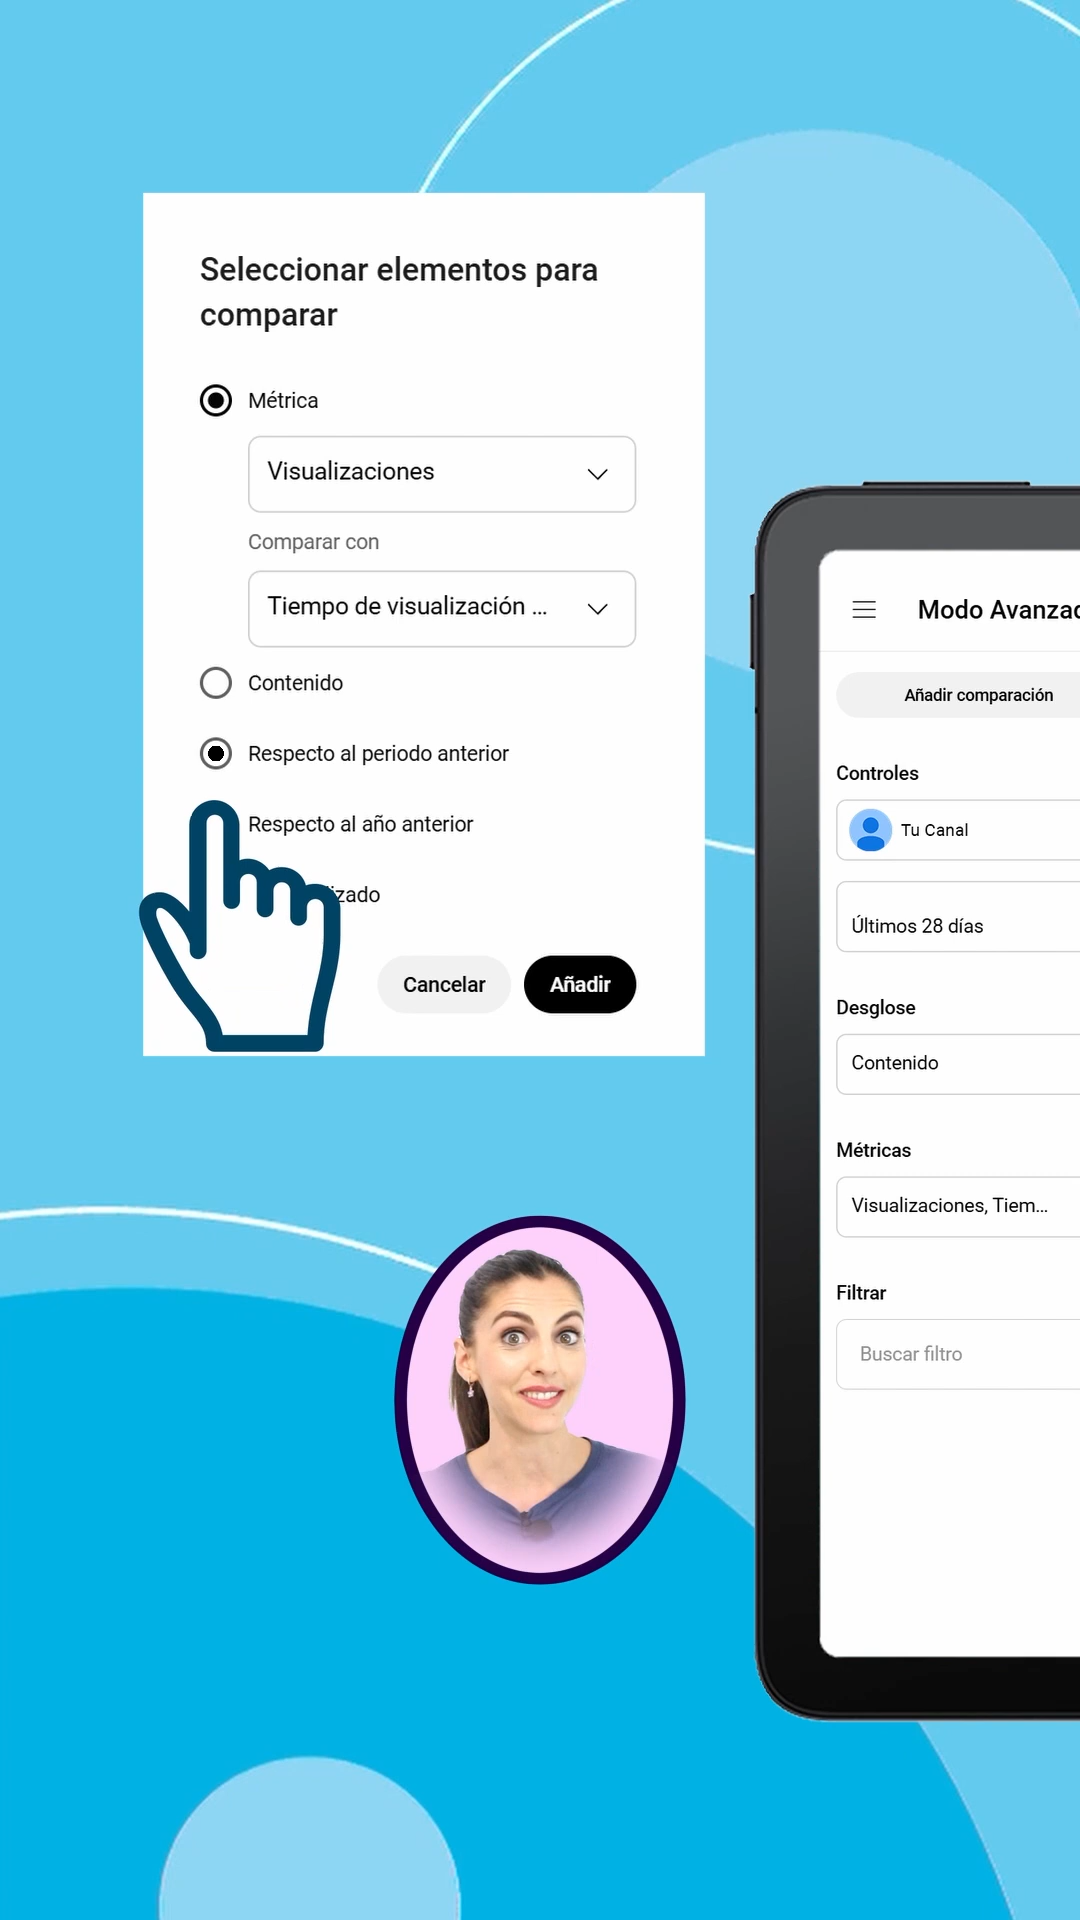 Seleccionar elementos para
comparar
Métrica
Visualizaciones
Comparar con
Tiempo de visualización ...
Contenido
Respecto al periodo anterior
Respecto al año anterior
Cancelar
Añadir
Modo Avanzad
Añadir comparación
Controles
Tu Canal
Últimos 28 días
Desglose
Contenido
Métricas
Visualizaciones, Tiem...
Filtrar
Buscar filtro